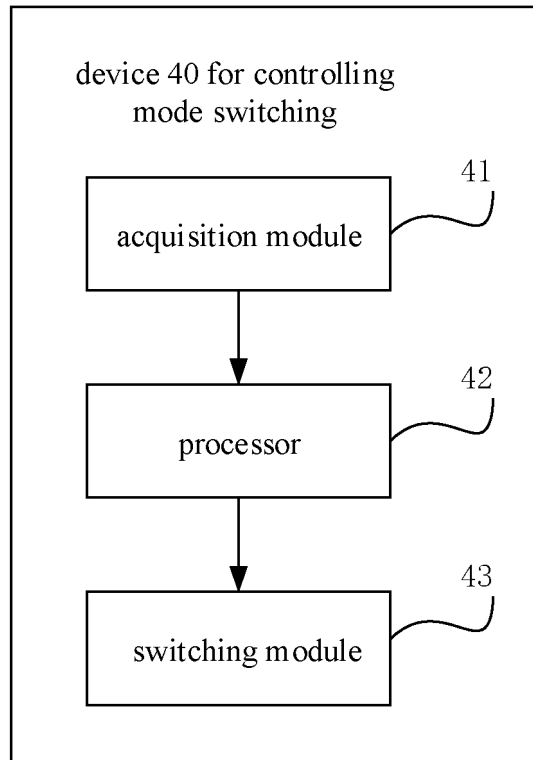 device 40 for controlling
mode switching
41
acquisition module
42
processor
43
switching module